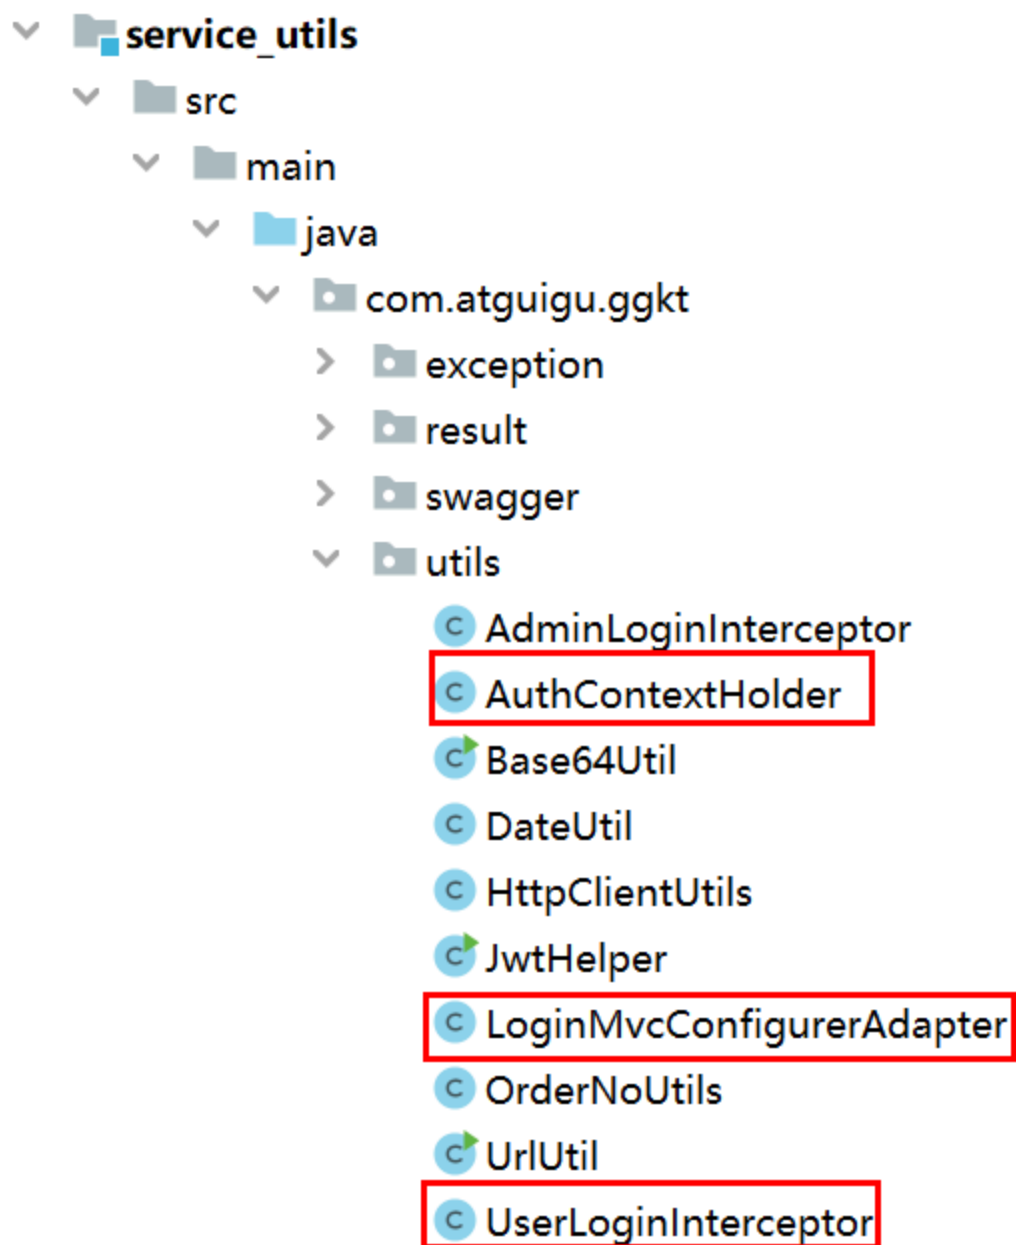 service_utils
src
main
java
com.atguigu.ggkt
exception
result
swagger
utils
C AdminLoginInterceptor
C AuthContextHolder
C Base64Util
C DateUtil
C HttpClientUtils
C JwtHelper
C LoginMvcConfigurerAdapter
C OrderNoUtils
C UrlUtil
C UserLoginInterceptor